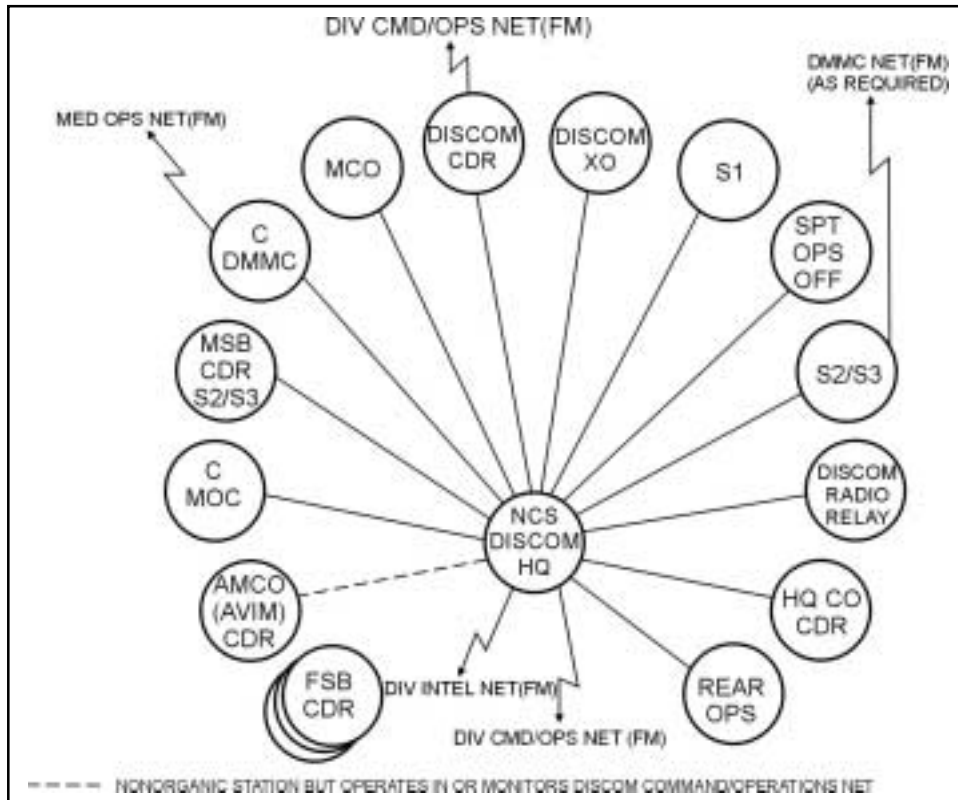 DIV CMD/OPS NET(FM)
DMMC NET(FM)
(AS REQUIRED)
MED OPS NET(FM)
MCO
DISCOM
CDR
DISCOM
XO
S1
C
DMMC
SPT
OPS
OFF
MSB
CDR
S2/S3
S2/S3
C
MOC
DISCOM
RADIO
RELAY
NCS
DISCOM
HQ
AMCO
(AVIM)
CDR
HQ CO
CDR
FSB
CDR
DIV INTEL NET(FM)
REAR
OPS
DIV CMD/OPS NET (FM)
NONORGANIC STATION BUT OPERATES IN OR MONITORS DISCOM COMMAND/OPERATIONS NET